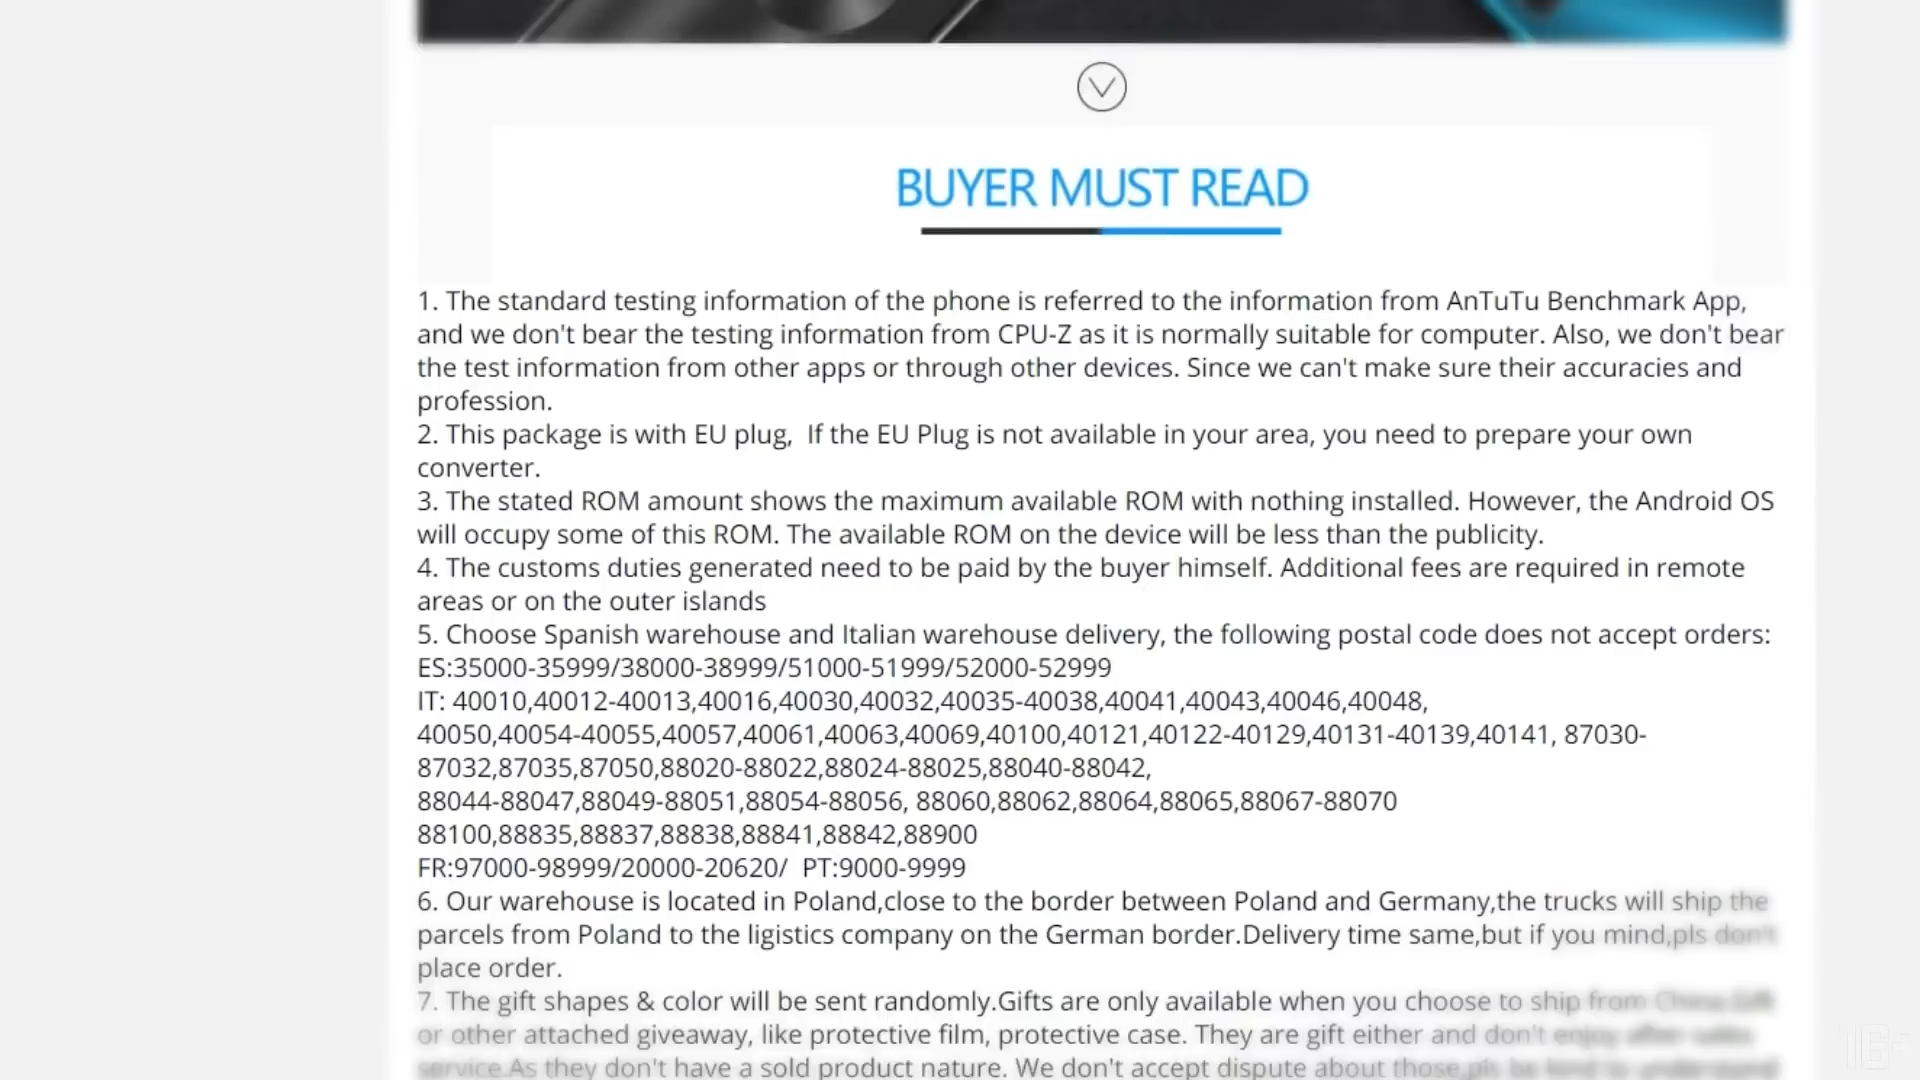 BUYER MUST READ
1. The standard testing information of the phone is referred to the information from AnTuTu Benchmark App,
and we don't bear the testing information from CPU-Z as it is normally suitable for computer. Also, we don't bear
the test information from other apps or through other devices. Since we can't make sure their accuracies and
profession.
2. This package is with EU plug,  If the EU Plug is not available in your area, you need to prepare your own
converter.
3. The stated ROM amount shows the maximum available ROM with nothing installed. However, the Android OS
will occupy some of this ROM. The available ROM on the device will be less than the publicity.
4. The customs duties generated need to be paid by the buyer himself. Additional fees are required in remote
areas or on the outer islands
5. Choose Spanish warehouse and Italian warehouse delivery, the following postal code does not accept orders:
ES:35000-35999/38000-38999/51000-51999/52000-52999
IT: 40010,40012-40013,40016,40030,40032,40035-40038,40041,40043,40046,40048,
40050,40054-40055,40057,40061,40063,40069,40100,40121,40122-40129,40131-40139,40141, 87030-
87032,87035,87050,88020-88022,88024-88025,88040-88042,
88044-88047,88049-88051,88054-88056, 88060,88062,88064,88065,88067-88070
88100,88835,88837,88838,88841,88842,88900
FR:97000-98999/20000-20620/  PT:9000-9999
6. Our warehouse is located in Poland,close to the border between Poland and Germany,the trucks will ship the
parcels from Poland to the ligistics company on the German border.Delivery time same,but if you mind,pls don't
place order.
7. The gift shapes & color will be sent randomly.Gifts are only available when you choose to ship from China.Gift
or other attached giveaway, like protective film, protective case. They are gift either and don't enjoy after-sales
service.As they don't have a sold product nature. We don't accept dispute about those,pls be kind to understand